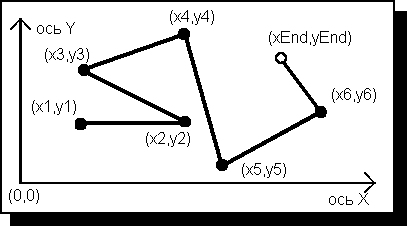 (x4,y4)
ось Y
(xEnd,yEnd)
(x3,y3)
(x1,y1)
(x6,y6)
(x2,y2)
(x5,y5)
(0,0)
ось X